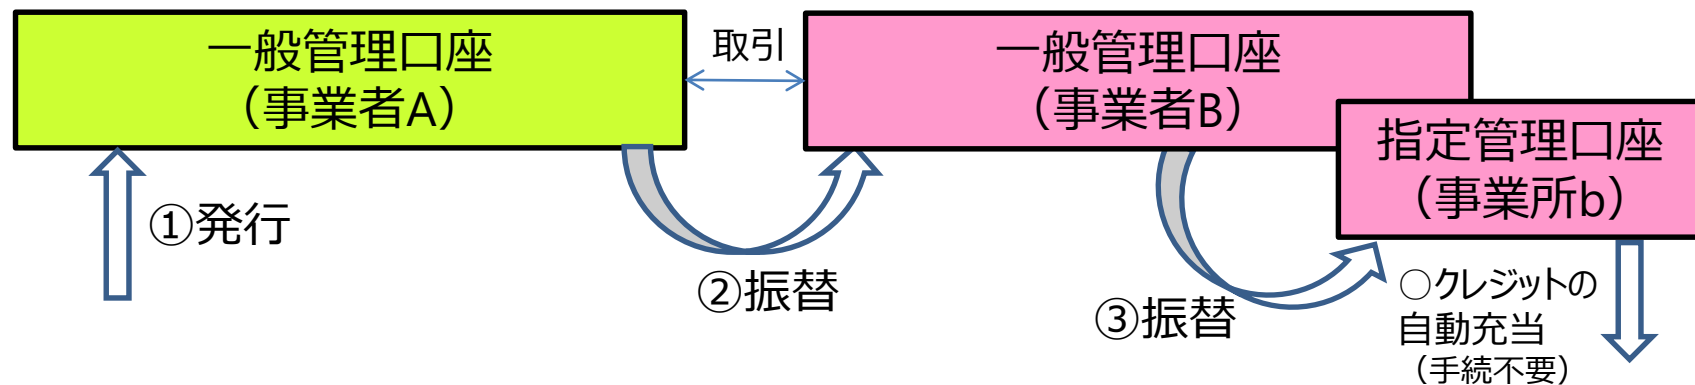 一般管理口座
（事業者A）
取引
一般管理口座
（事業者B）
指定管理口座
（事業所b）
①発行
②振替
③振替
○クレジットの
自動充当
（手続不要）